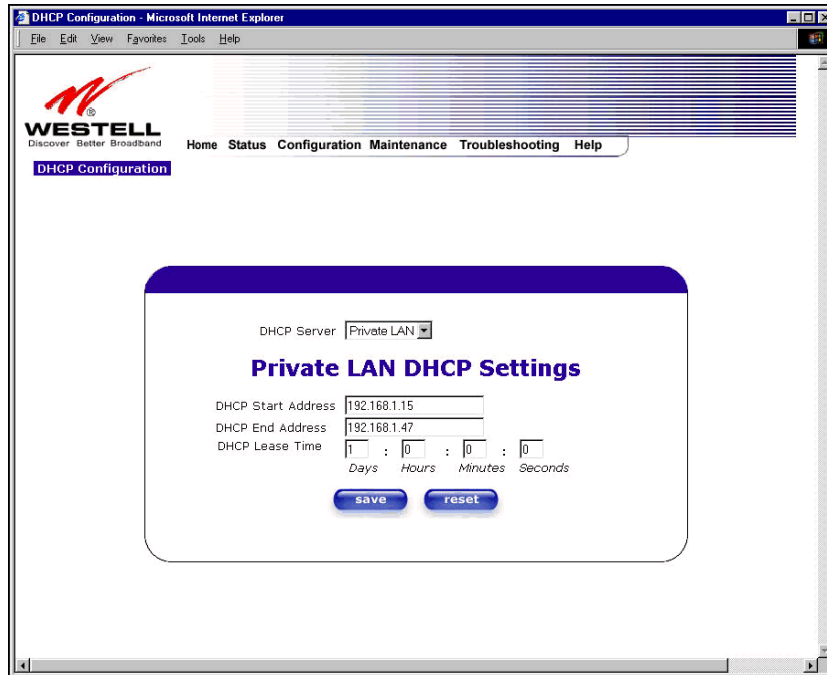 DHCP Configuration - Microsoft Internet Explorer
File Edit View Favorites Tools Help
WESTELL®
Discover Better Broadband
Home Status Configuration Maintenance Troubleshooting Help
DHCP Configuration
DHCP Server Private LAN
Private LAN DHCP Settings
DHCP Start Address 192.168.1.15
DHCP End Address 192.168.1.47
DHCP Lease Time 1 : 0 : 0 : 0
Days Hours Minutes Seconds
save reset